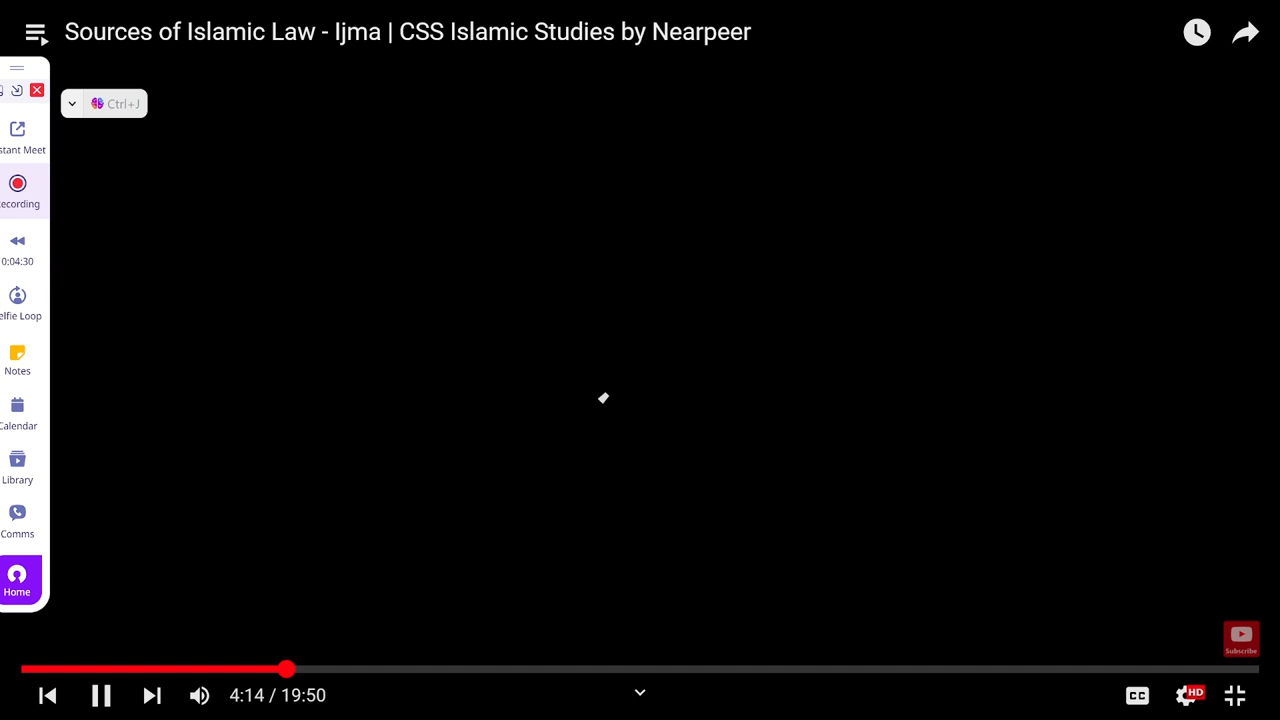 Sources of Islamic Law - Ijma | CSS Islamic Studies by Nearpeer
Ctrl+J
stant Meet
ecording
0:04:30
elfie Loop
Notes
Calendar
Library
Comms
Home
Subscribe
4:14 / 19:50
CC
HD